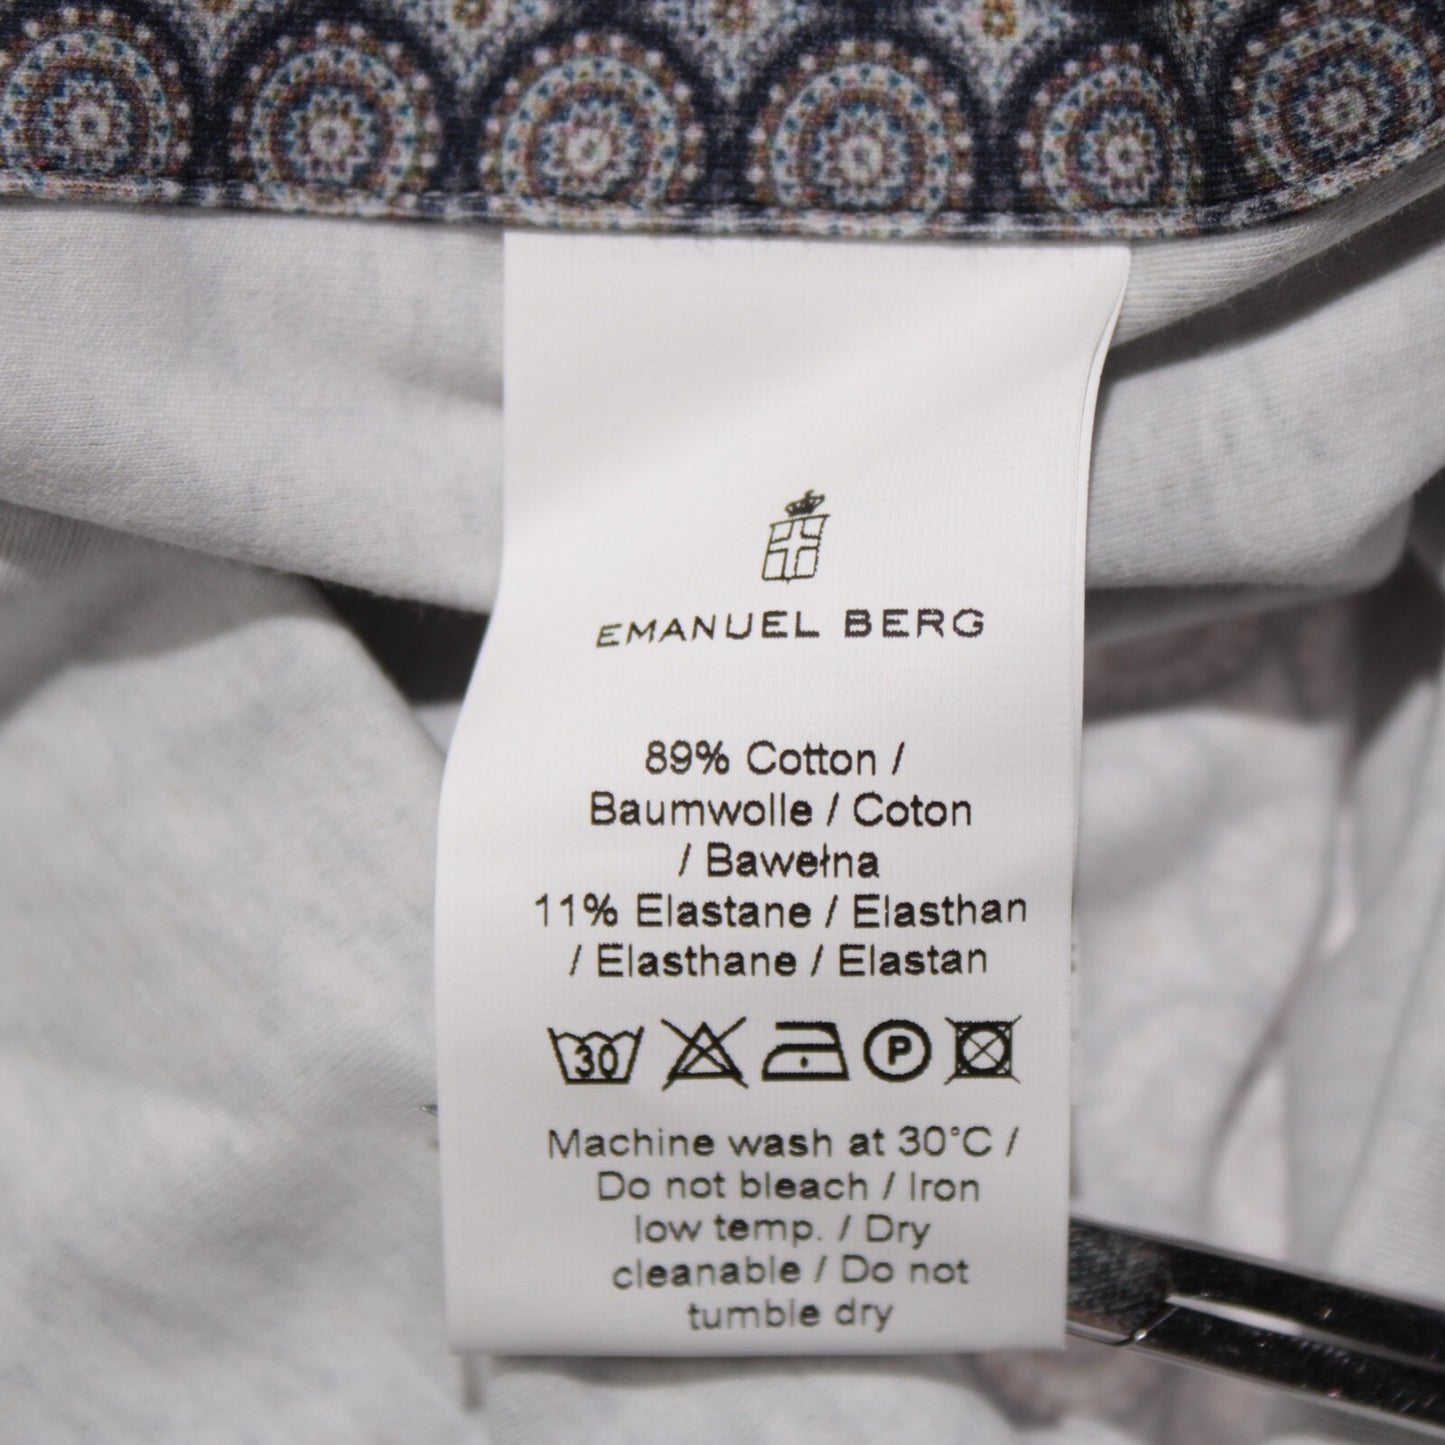 EMANUEL BERG
89% Cotton /
Baumwolle / Coton
/ Bawełna
11% Elastane / Elasthan
/ Elasthane / Elastan
30 P
Machine wash at 30°C /
Do not bleach / Iron
low temp. / Dry
cleanable / Do not
tumble dry